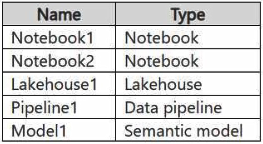 Name Type
Notebook1 Notebook
Notebook2 Notebook
Lakehouse1 Lakehouse
Pipeline1 Data pipeline
Model1 Semantic model